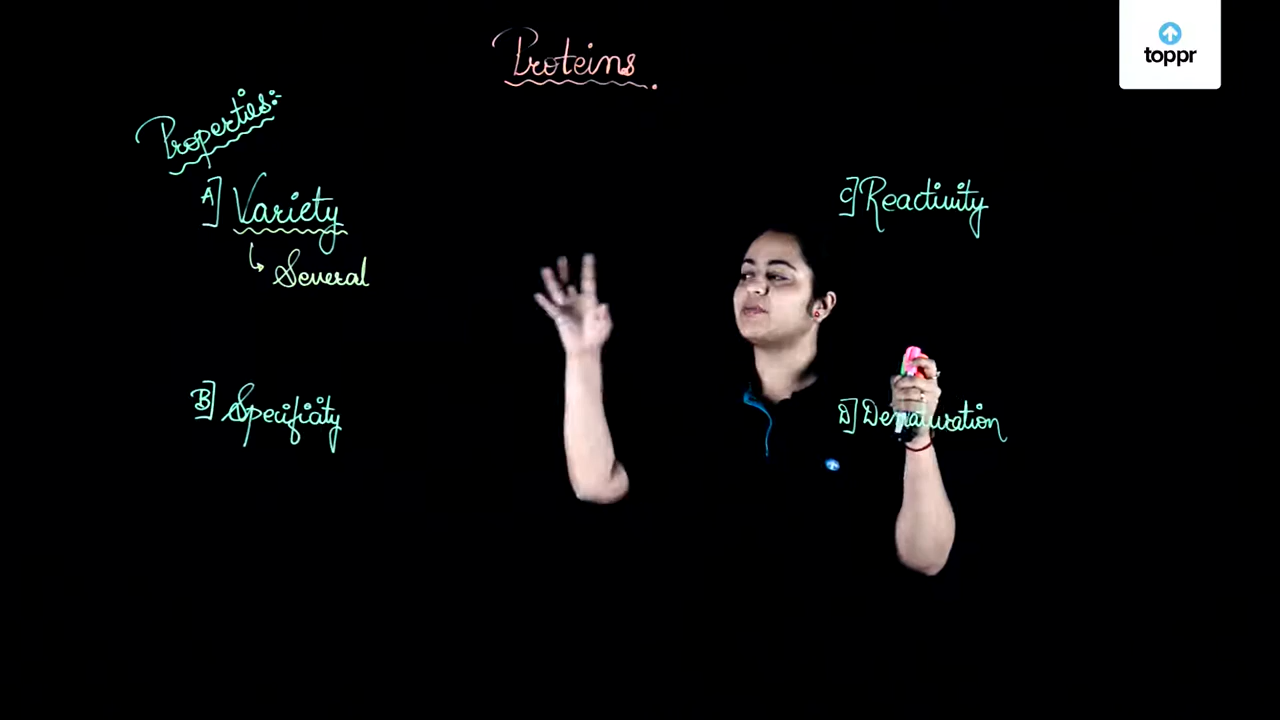 Proteins.
toppr
Properties:-
A] Variety
↳ Several
B] Specificity
C] Reactivity
D] Denaturation